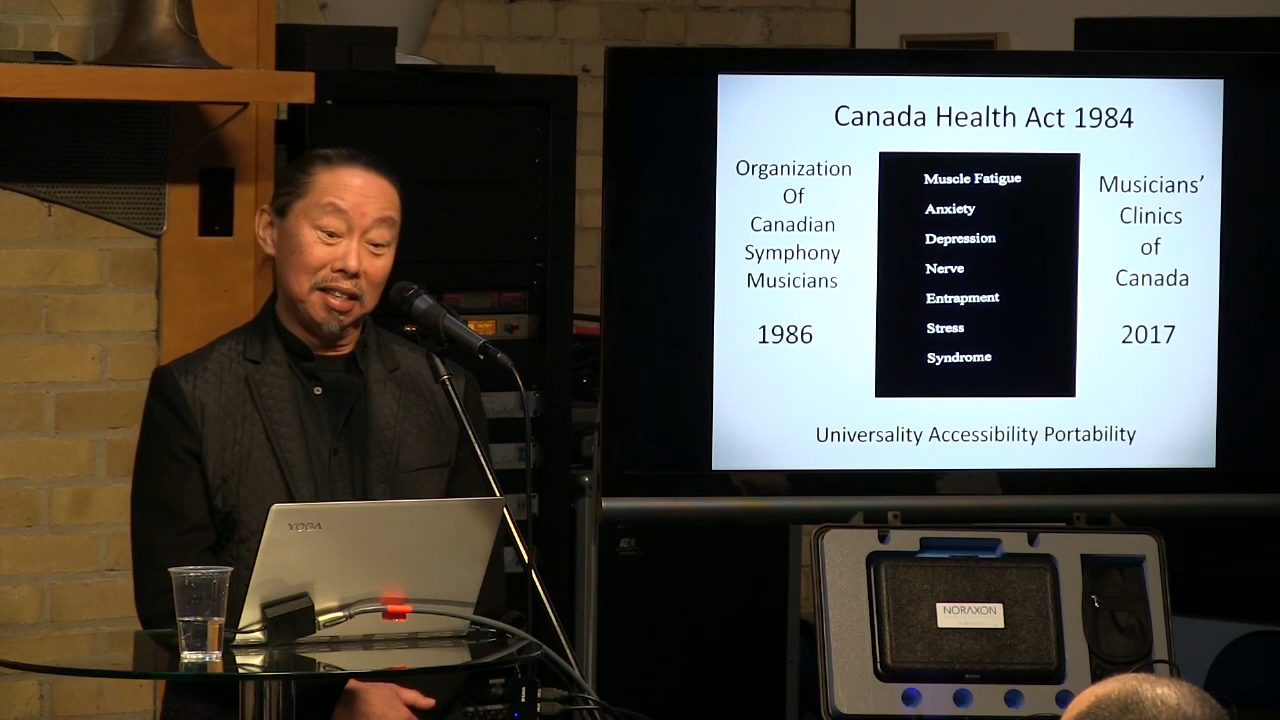 Canada Health Act 1984
Organization
Of
Canadian
Symphony
Musicians
1986
Muscle Fatigue
Anxiety
Depression
Nerve
Entrapment
Stress
Syndrome
Musicians’
Clinics
of
Canada
2017
Universality Accessibility Portability
YOGA
NORAXON